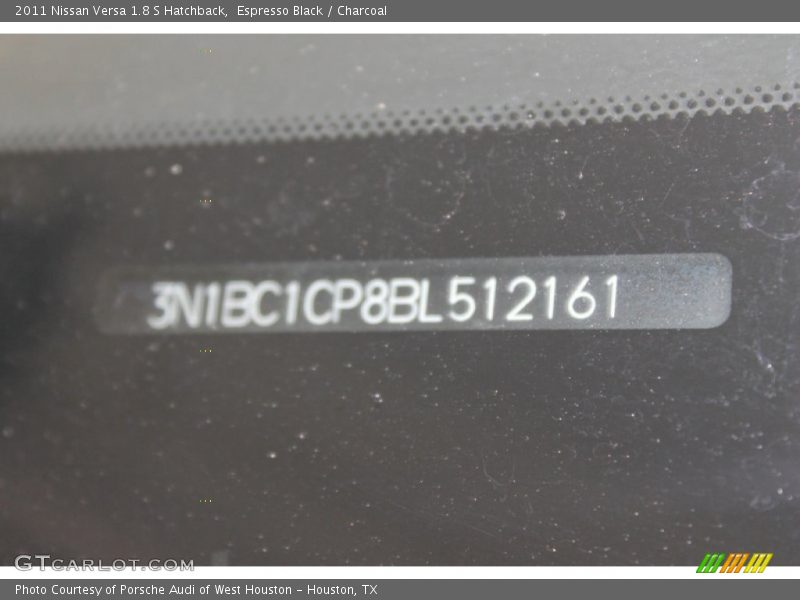 2011 Nissan Versa 1.8 S Hatchback,  Espresso Black / Charcoal
3N1BC1CP8BL512161
GTCARLOT.COM
Photo Courtesy of Porsche Audi of West Houston - Houston, TX